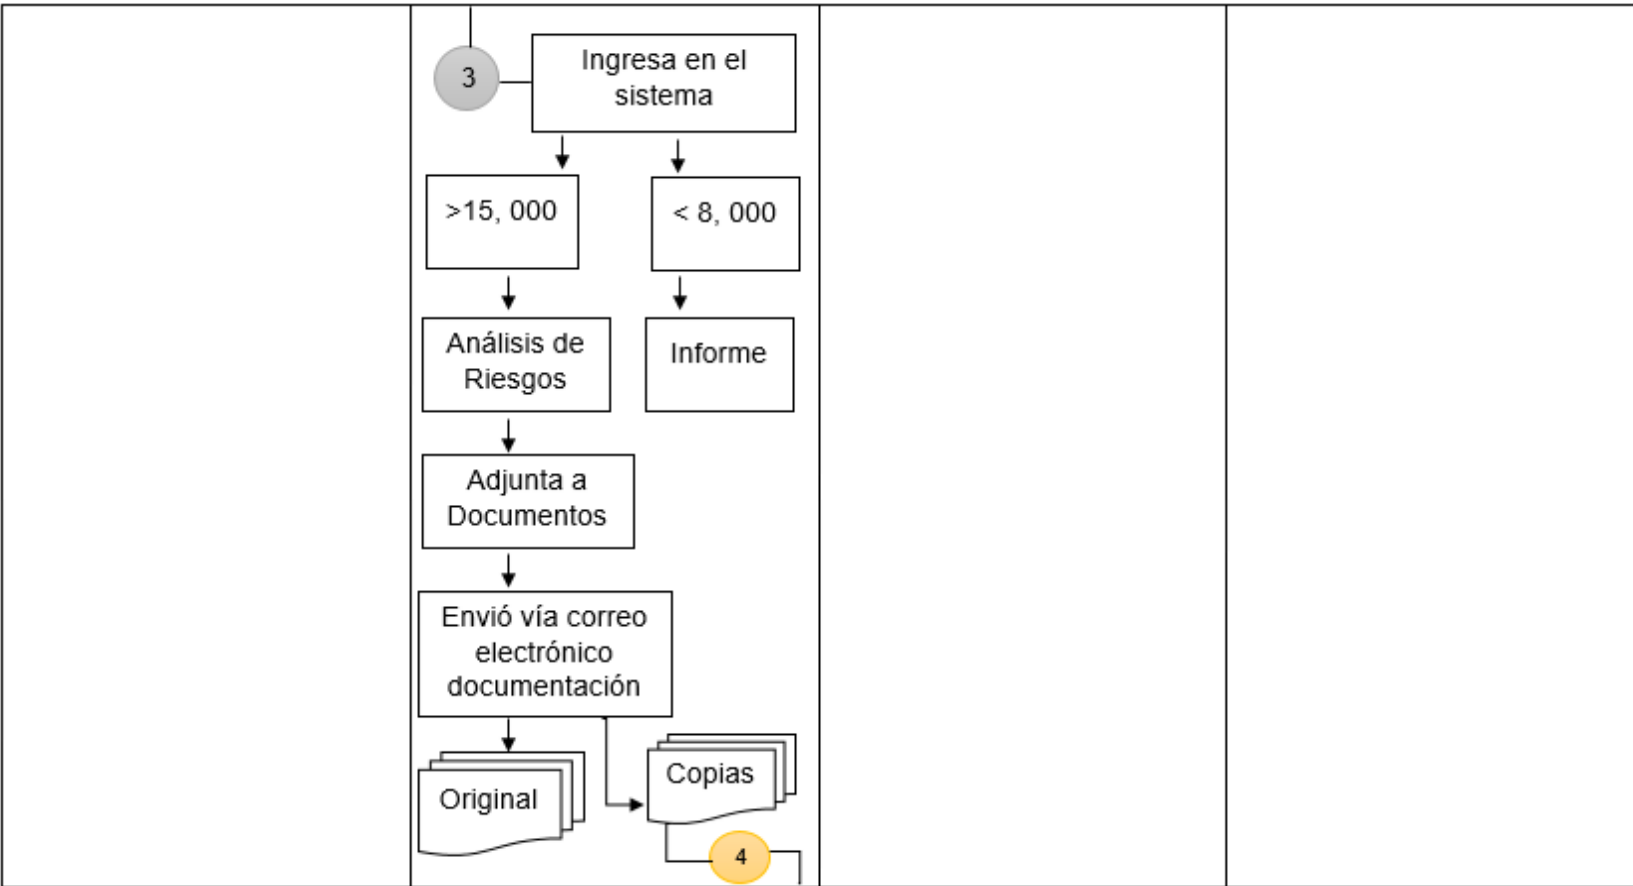 3
Ingresa en el
sistema
>15, 000
< 8, 000
Análisis de
Riesgos
Informe
Adjunta a
Documentos
Envió vía correo
electrónico
documentación
Original
Copias
4